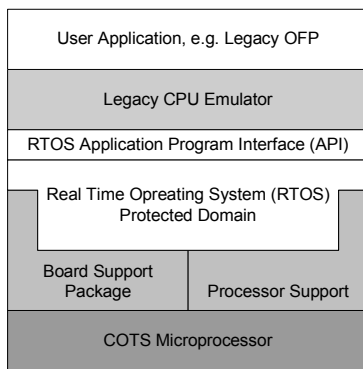 User Application, e.g. Legacy OFP
Legacy CPU Emulator
RTOS Application Program Interface (API)
Real Time Opreating System (RTOS)
Protected Domain
Board Support
Package
Processor Support
COTS Microprocessor